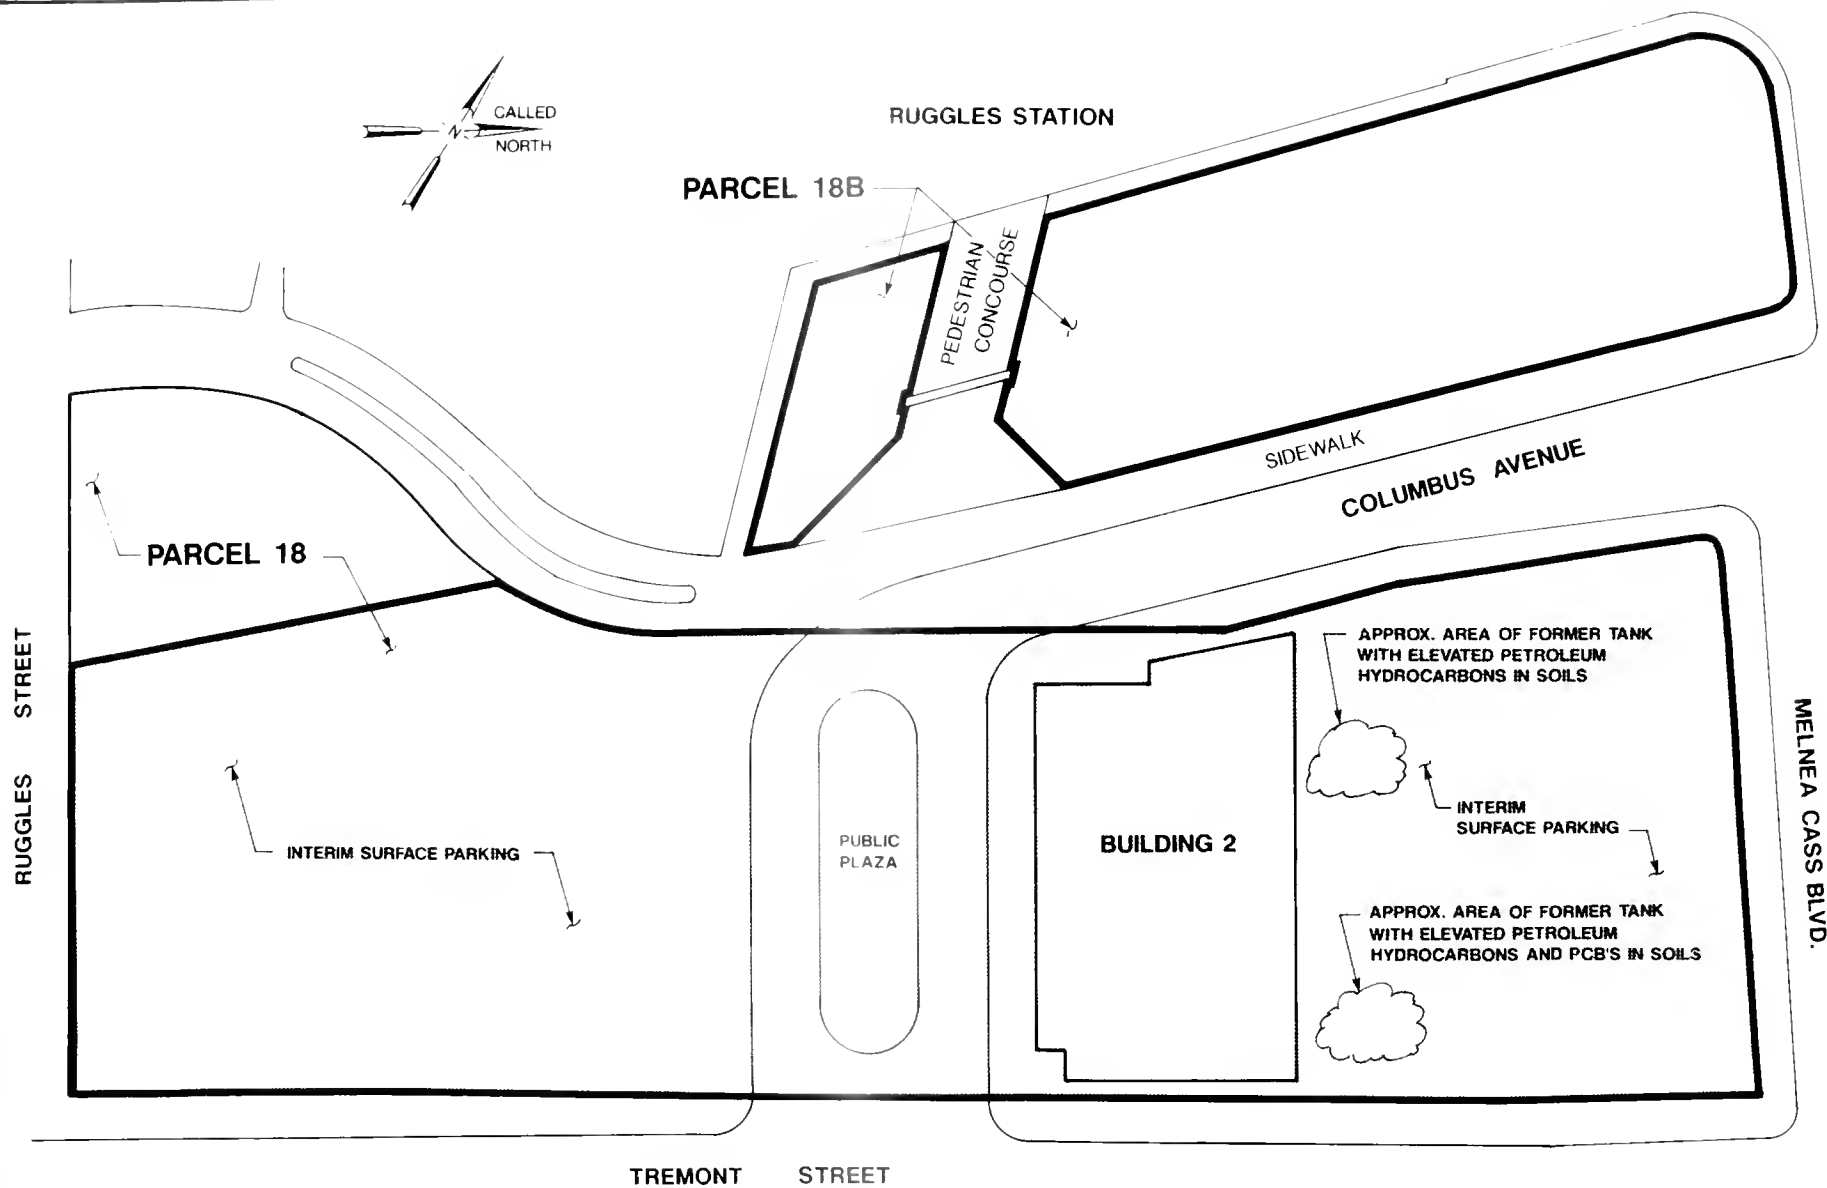 CALLED
N
NORTH
RUGGLES STATION
PARCEL 18B
PEDESTRIAN
CONCOURSE
SIDEWALK
COLUMBUS AVENUE
PARCEL 18
RUGGLES STREET
APPROX. AREA OF FORMER TANK
WITH ELEVATED PETROLEUM
HYDROCARBONS IN SOILS
MELNEA CASS BLVD.
INTERIM
SURFACE PARKING
INTERIM SURFACE PARKING
PUBLIC
PLAZA
BUILDING 2
APPROX. AREA OF FORMER TANK
WITH ELEVATED PETROLEUM
HYDROCARBONS AND PCB'S IN SOILS
TREMONT STREET